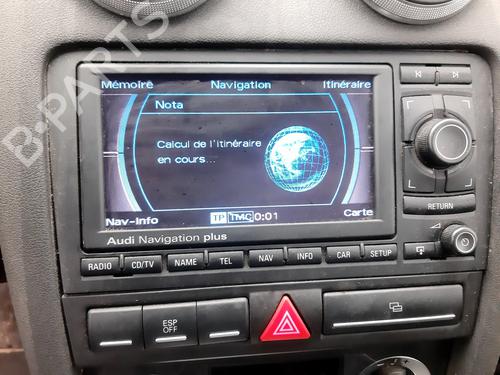 B-PARTS
Mémoire Navigation Itinéraire
Nota
Calcul de l'itinéraire
en cours...
Nav-Info TP TMC 0:01 Carte
Audi Navigation plus
RETURN
RADIO CD/TV NAME TEL NAV INFO CAR SETUP
ESP
OFF